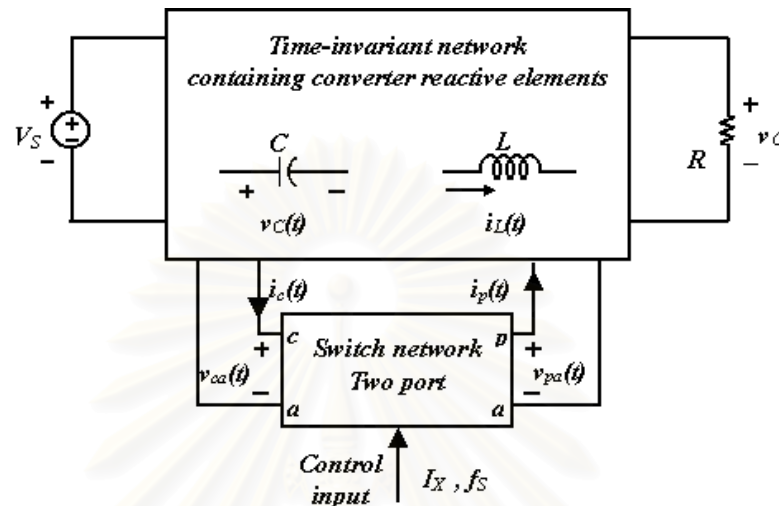 Time-invariant network
containing converter reactive elements
+
V_S
+
−
−
C
+
−
v_C(t)
L
i_L(t)
R
+
−
i_c(t)
i_p(t)
c
p
+
−
v_ca(t)
Switch network
Two port
+
−
v_pa(t)
a
a
Control
input
I_X , f_S